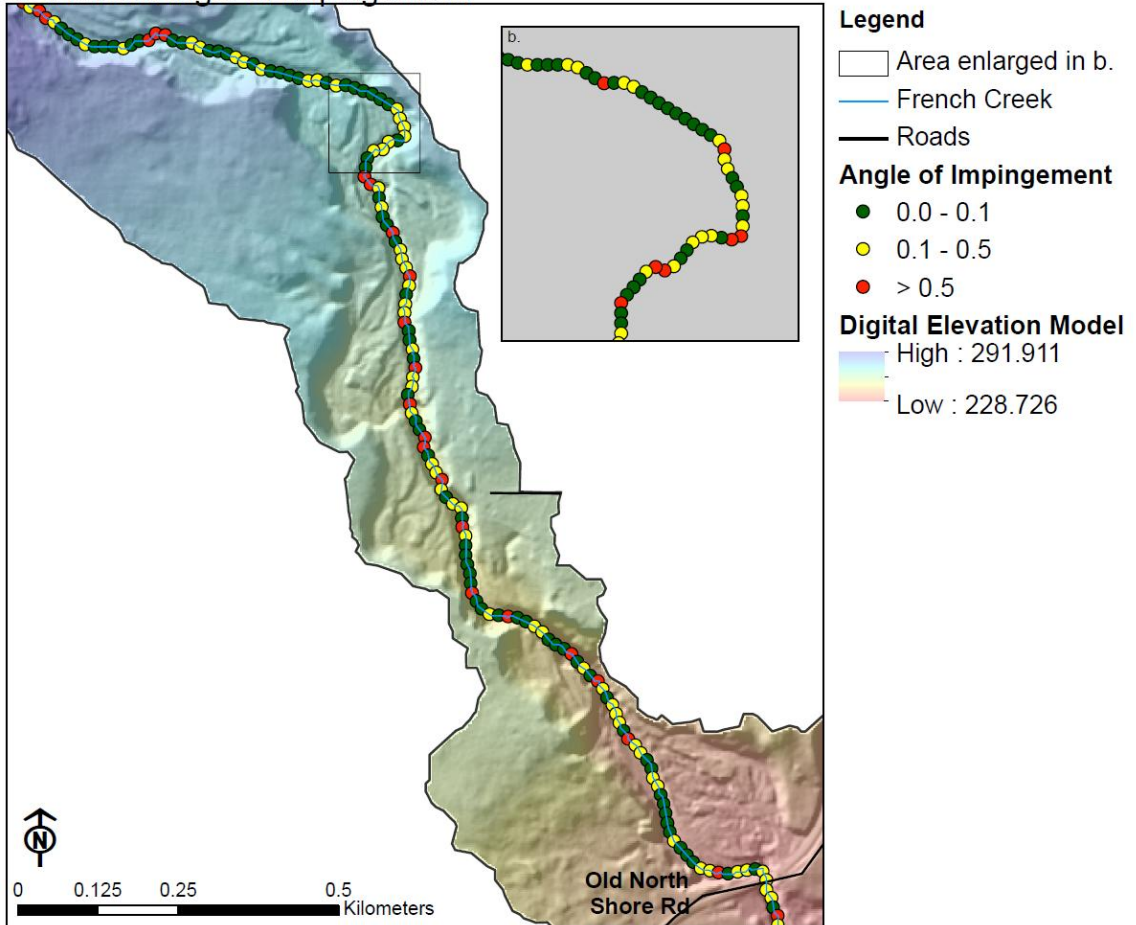 b.
Legend
Area enlarged in b.
French Creek
Roads
Angle of Impingement
0.0 - 0.1
0.1 - 0.5
> 0.5
Digital Elevation Model
High : 291.911
Low : 228.726
N
0 0.125 0.25 0.5
Kilometers
Old North
Shore Rd